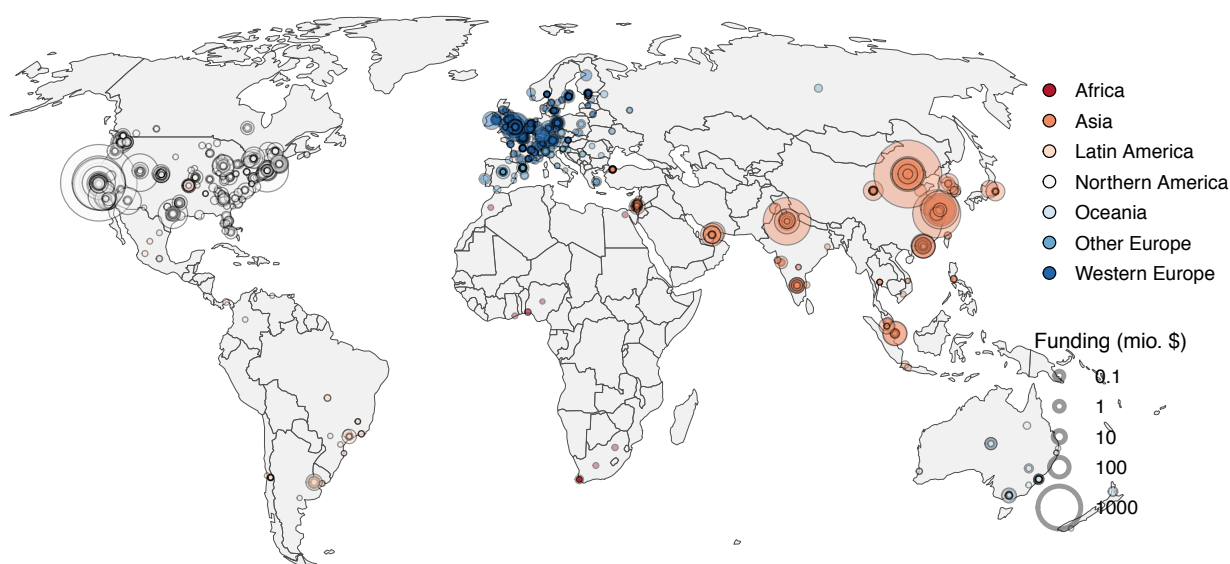 Africa
Asia
Latin America
Northern America
Oceania
Other Europe
Western Europe
Funding (mio. $)
0.1
1
10
100
1000